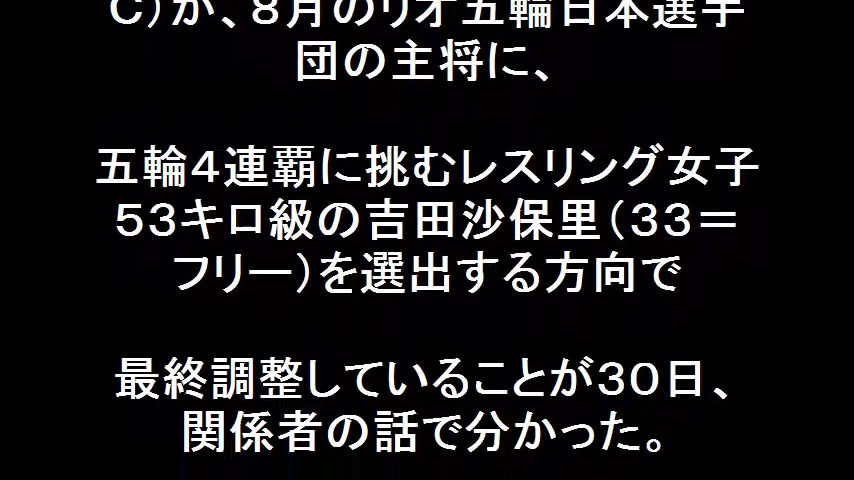 C)が、8月のリオ五輪日本選手
団の主将に、
五輪4連覇に挑むレスリング女子
53キロ級の吉田沙保里(33=
フリー)を選出する方向で
最終調整していることが30日、
関係者の話で分かった。